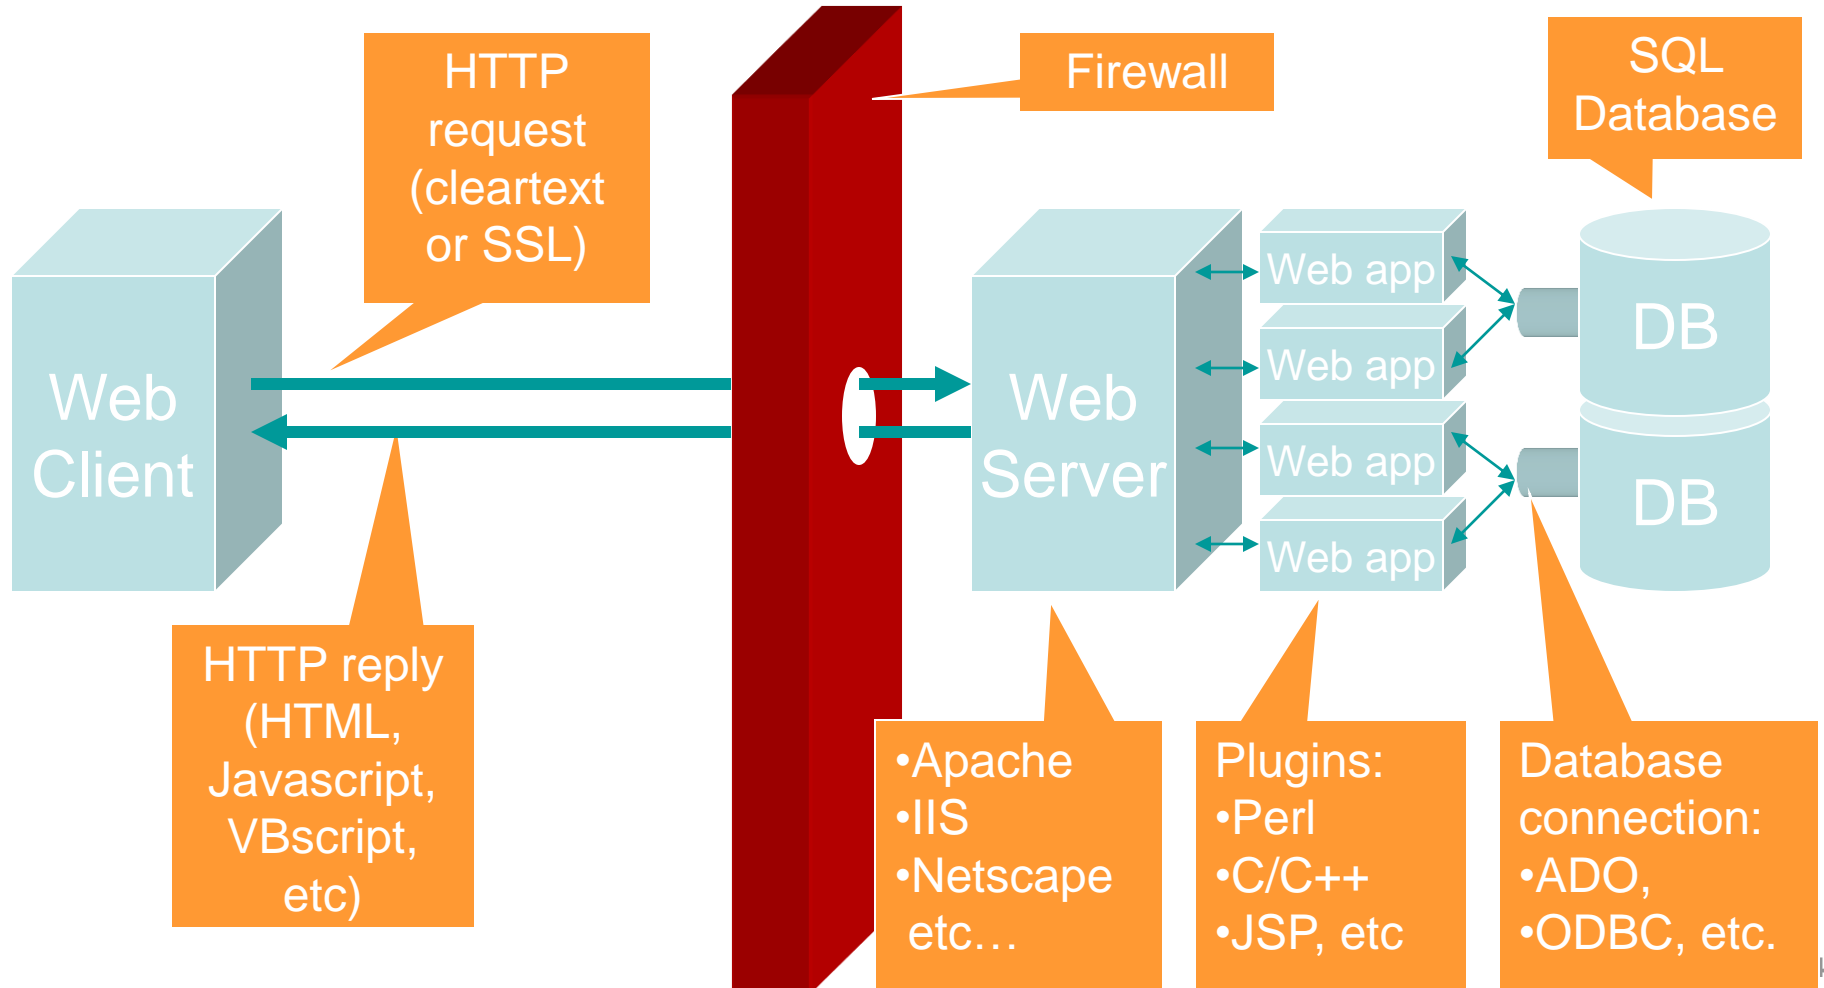 HTTP
request
(cleartext
or SSL)
Firewall
SQL
Database
Web
Client
Web
Server
Web app
Web app
Web app
Web app
DB
DB
HTTP reply
(HTML,
Javascript,
VBscript,
etc)
•Apache
•IIS
•Netscape
etc…
Plugins:
•Perl
•C/C++
•JSP, etc
Database
connection:
•ADO,
•ODBC, etc.